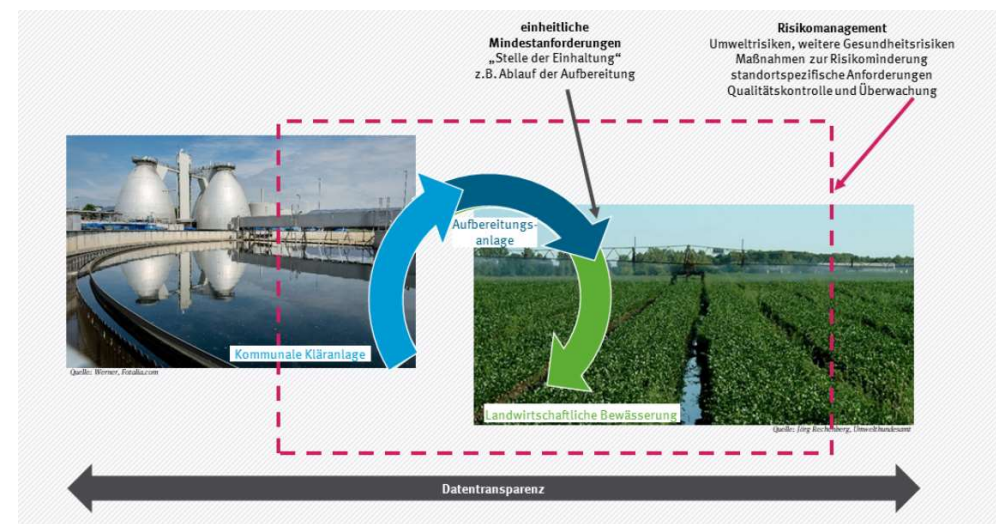 einheitliche
Mindestanforderungen
„Stelle der Einhaltung“
z.B. Ablauf der Aufbereitung
Risikomanagement
Umweltrisiken, weitere Gesundheitsrisiken
Maßnahmen zur Risikominderung
standortspezifische Anforderungen
Qualitätskontrolle und Überwachung
Aufbereitungs-
anlage
Kommunale Kläranlage
Quelle: Werner, Fotalia.com
Landwirtschaftliche Bewässerung
Quelle: Jörg Rechenberg, Umweltbundesamt
Datentransparenz